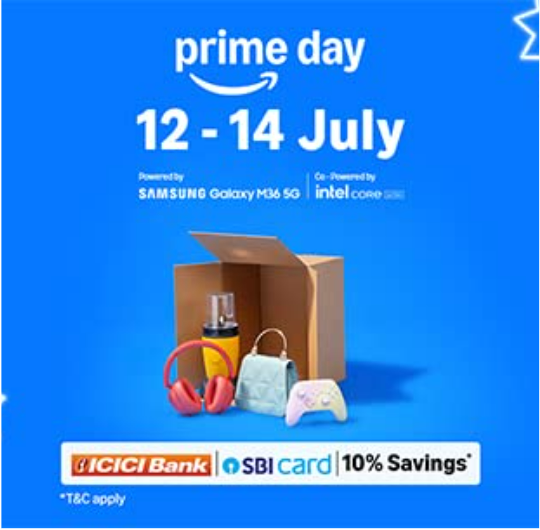 prime day
12 - 14 July
Powered by
SAMSUNG Galaxy M36 5G
Co-Powered by
intel CORE
ICICI Bank | SBI card | 10% Savings*
*T&C apply